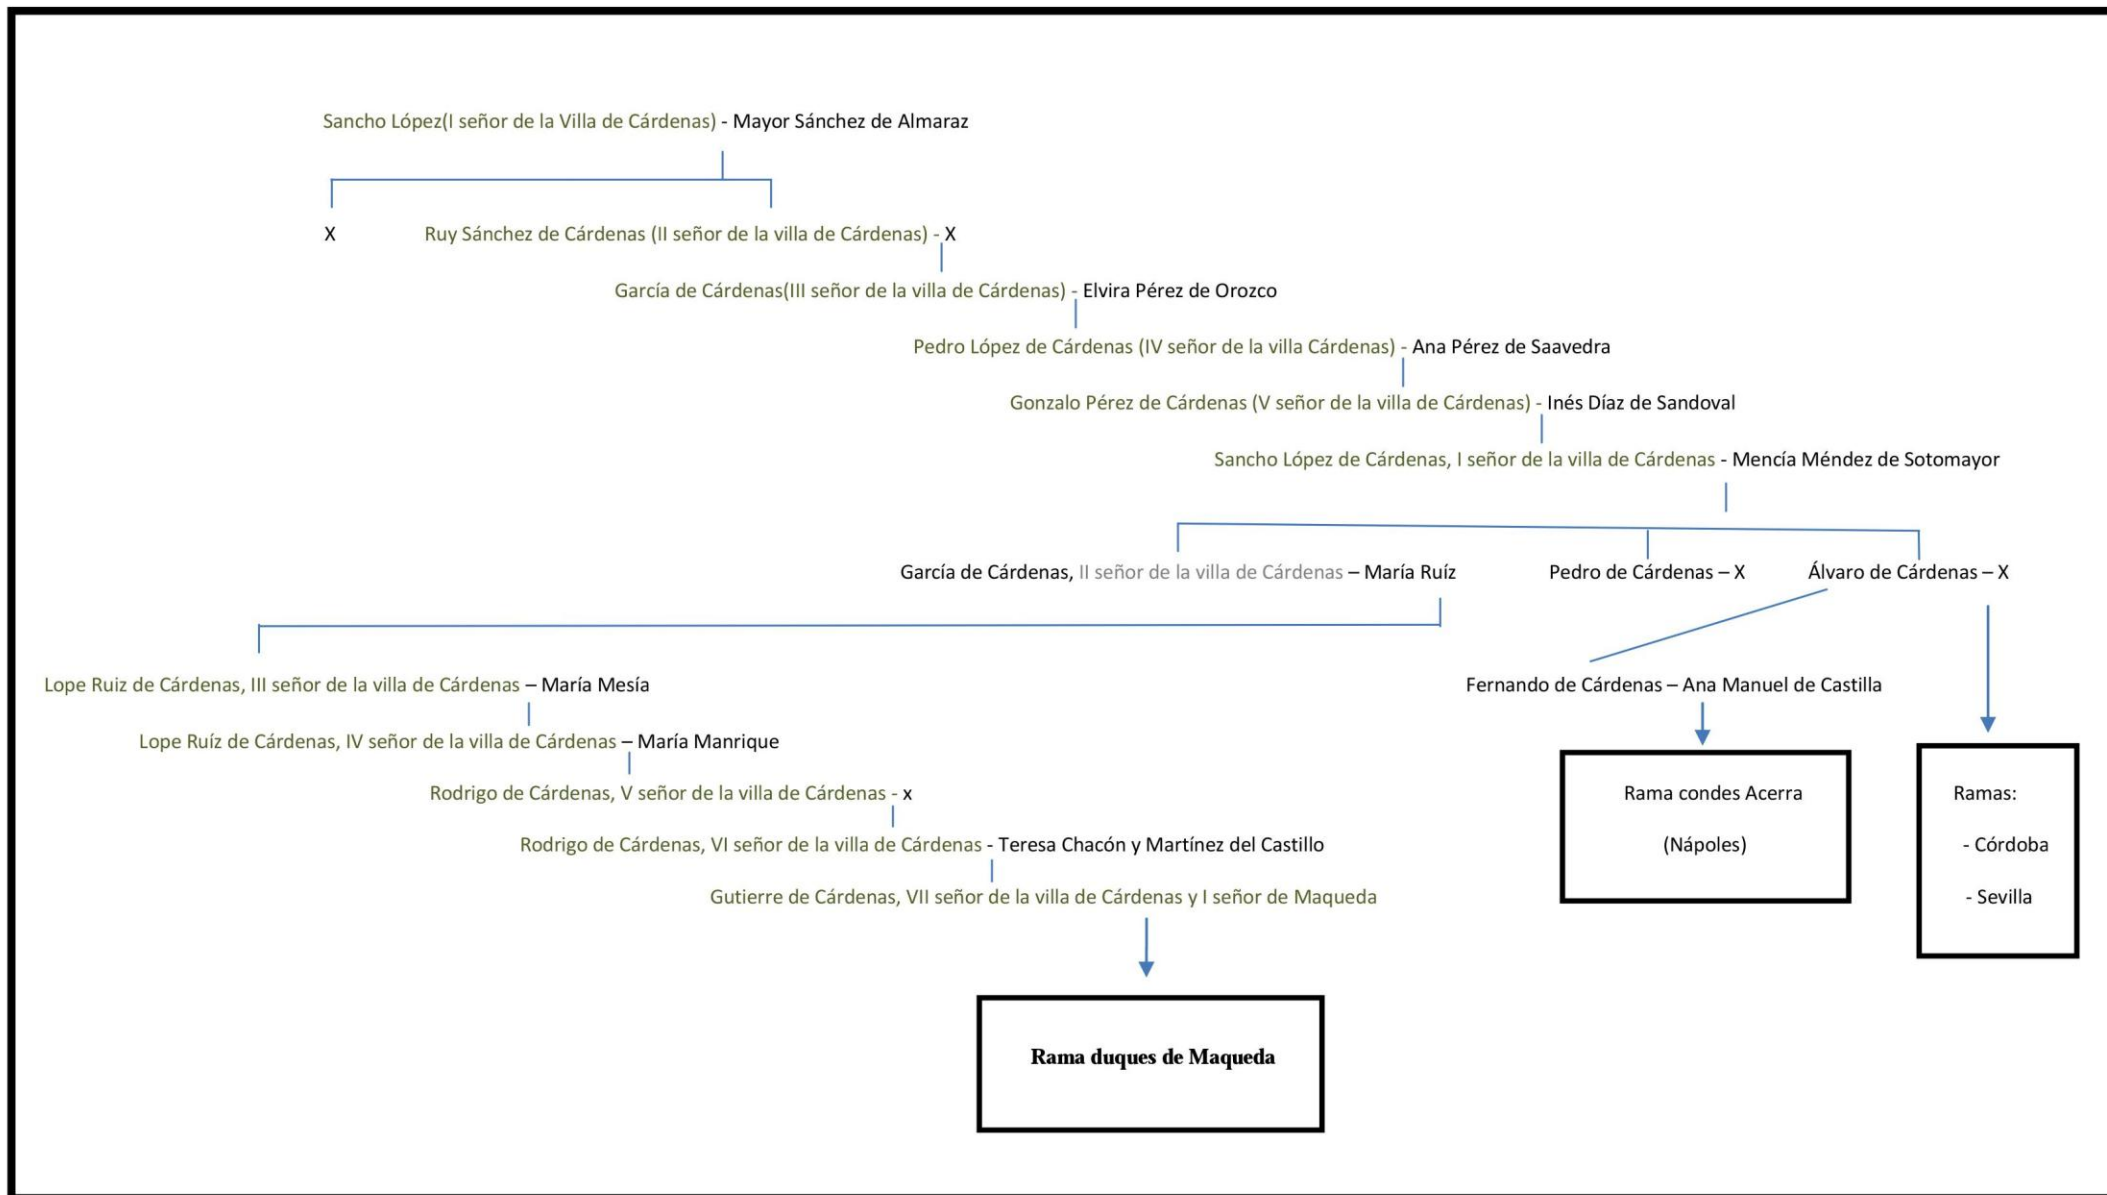 Sancho López(I señor de la Villa de Cárdenas) - Mayor Sánchez de Almaraz
X Ruy Sánchez de Cárdenas (II señor de la villa de Cárdenas) - X
García de Cárdenas(III señor de la villa de Cárdenas) - Elvira Pérez de Orozco
Pedro López de Cárdenas (IV señor de la villa Cárdenas) - Ana Pérez de Saavedra
Gonzalo Pérez de Cárdenas (V señor de la villa de Cárdenas) - Inés Díaz de Sandoval
Sancho López de Cárdenas, I señor de la villa de Cárdenas - Mencía Méndez de Sotomayor
García de Cárdenas, II señor de la villa de Cárdenas – María Ruíz Pedro de Cárdenas – X Álvaro de Cárdenas – X
Lope Ruiz de Cárdenas, III señor de la villa de Cárdenas – María Mesía Fernando de Cárdenas – Ana Manuel de Castilla
Lope Ruíz de Cárdenas, IV señor de la villa de Cárdenas – María Manrique
Rodrigo de Cárdenas, V señor de la villa de Cárdenas - x
Rodrigo de Cárdenas, VI señor de la villa de Cárdenas - Teresa Chacón y Martínez del Castillo
Gutierre de Cárdenas, VII señor de la villa de Cárdenas y I señor de Maqueda
Rama condes Acerra
(Nápoles)
Ramas:
- Córdoba
- Sevilla
Rama duques de Maqueda